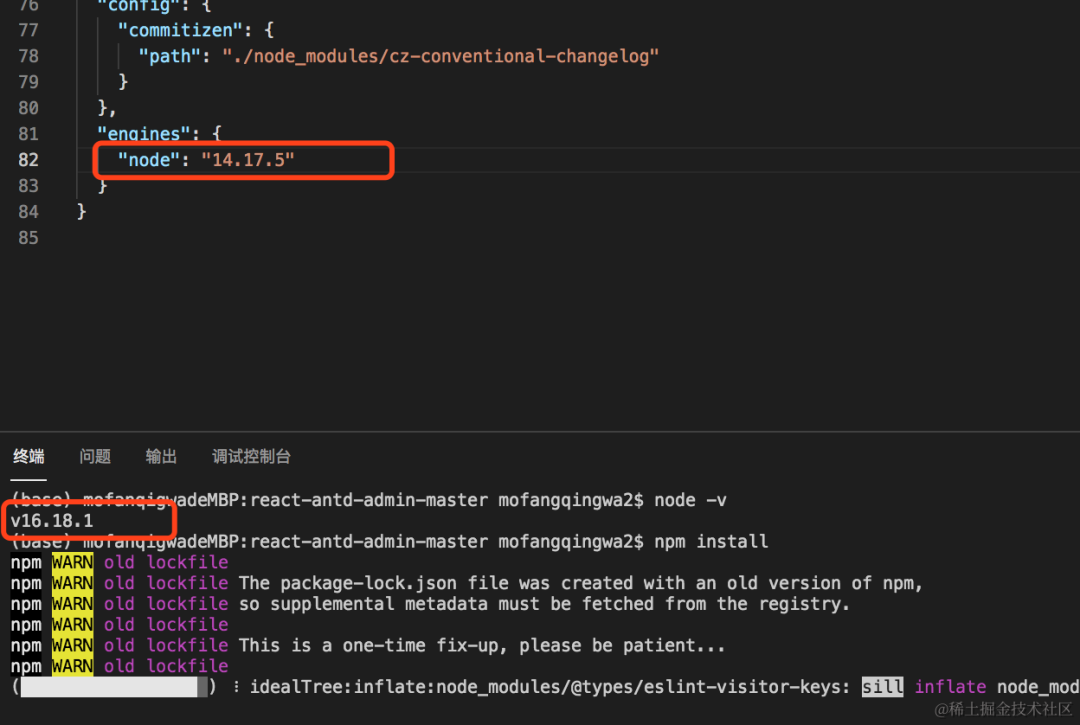 76 "config": {
77 "commitizen": {
78 "path": "./node_modules/cz-conventional-changelog"
79 }
80 },
81 "engines": {
82 "node": "14.17.5"
83 }
84 }
85
终端 问题 输出 调试控制台
(base) mofanqigwadeMBP:react-antd-admin-master mofangqingwa2$ node -v
v16.18.1
(base) mofanqigwadeMBP:react-antd-admin-master mofangqingwa2$ npm install
npm WARN old lockfile
npm WARN old lockfile The package-lock.json file was created with an old version of npm,
npm WARN old lockfile so supplemental metadata must be fetched from the registry.
npm WARN old lockfile
npm WARN old lockfile This is a one-time fix-up, please be patient...
npm WARN old lockfile
( ) ⠸ idealTree:inflate:node_modules/@types/eslint-visitor-keys: sill inflate node_mod
@稀土掘金技术社区